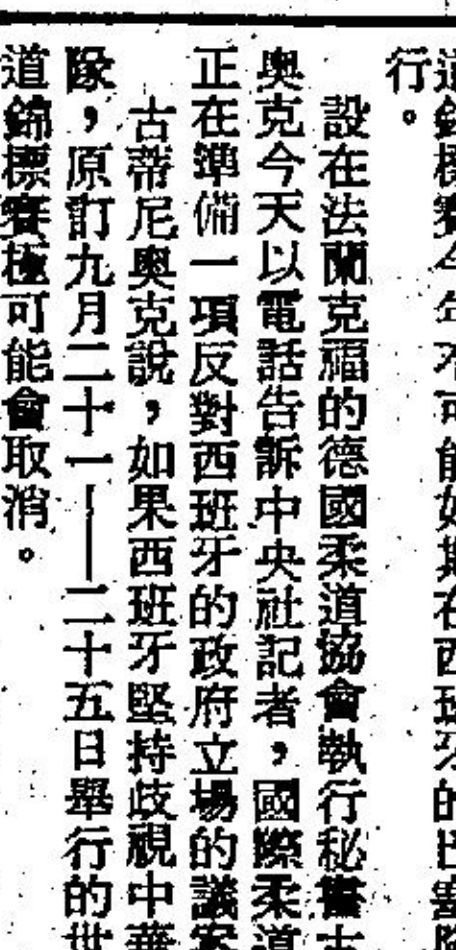 道錦標賽今年不可能如期在西班牙的巴塞隆
行。
設在法蘭克福的德國柔道協會執行秘書古
奧克今天以電話告訴中央社記者，國際柔道
正在準備一項反對西班牙的政府立場的議案
古蒂尼奧克說，如果西班牙堅持歧視中華
隊，原訂九月二十一──二十五日舉行的世
道錦標賽極可能會取消。